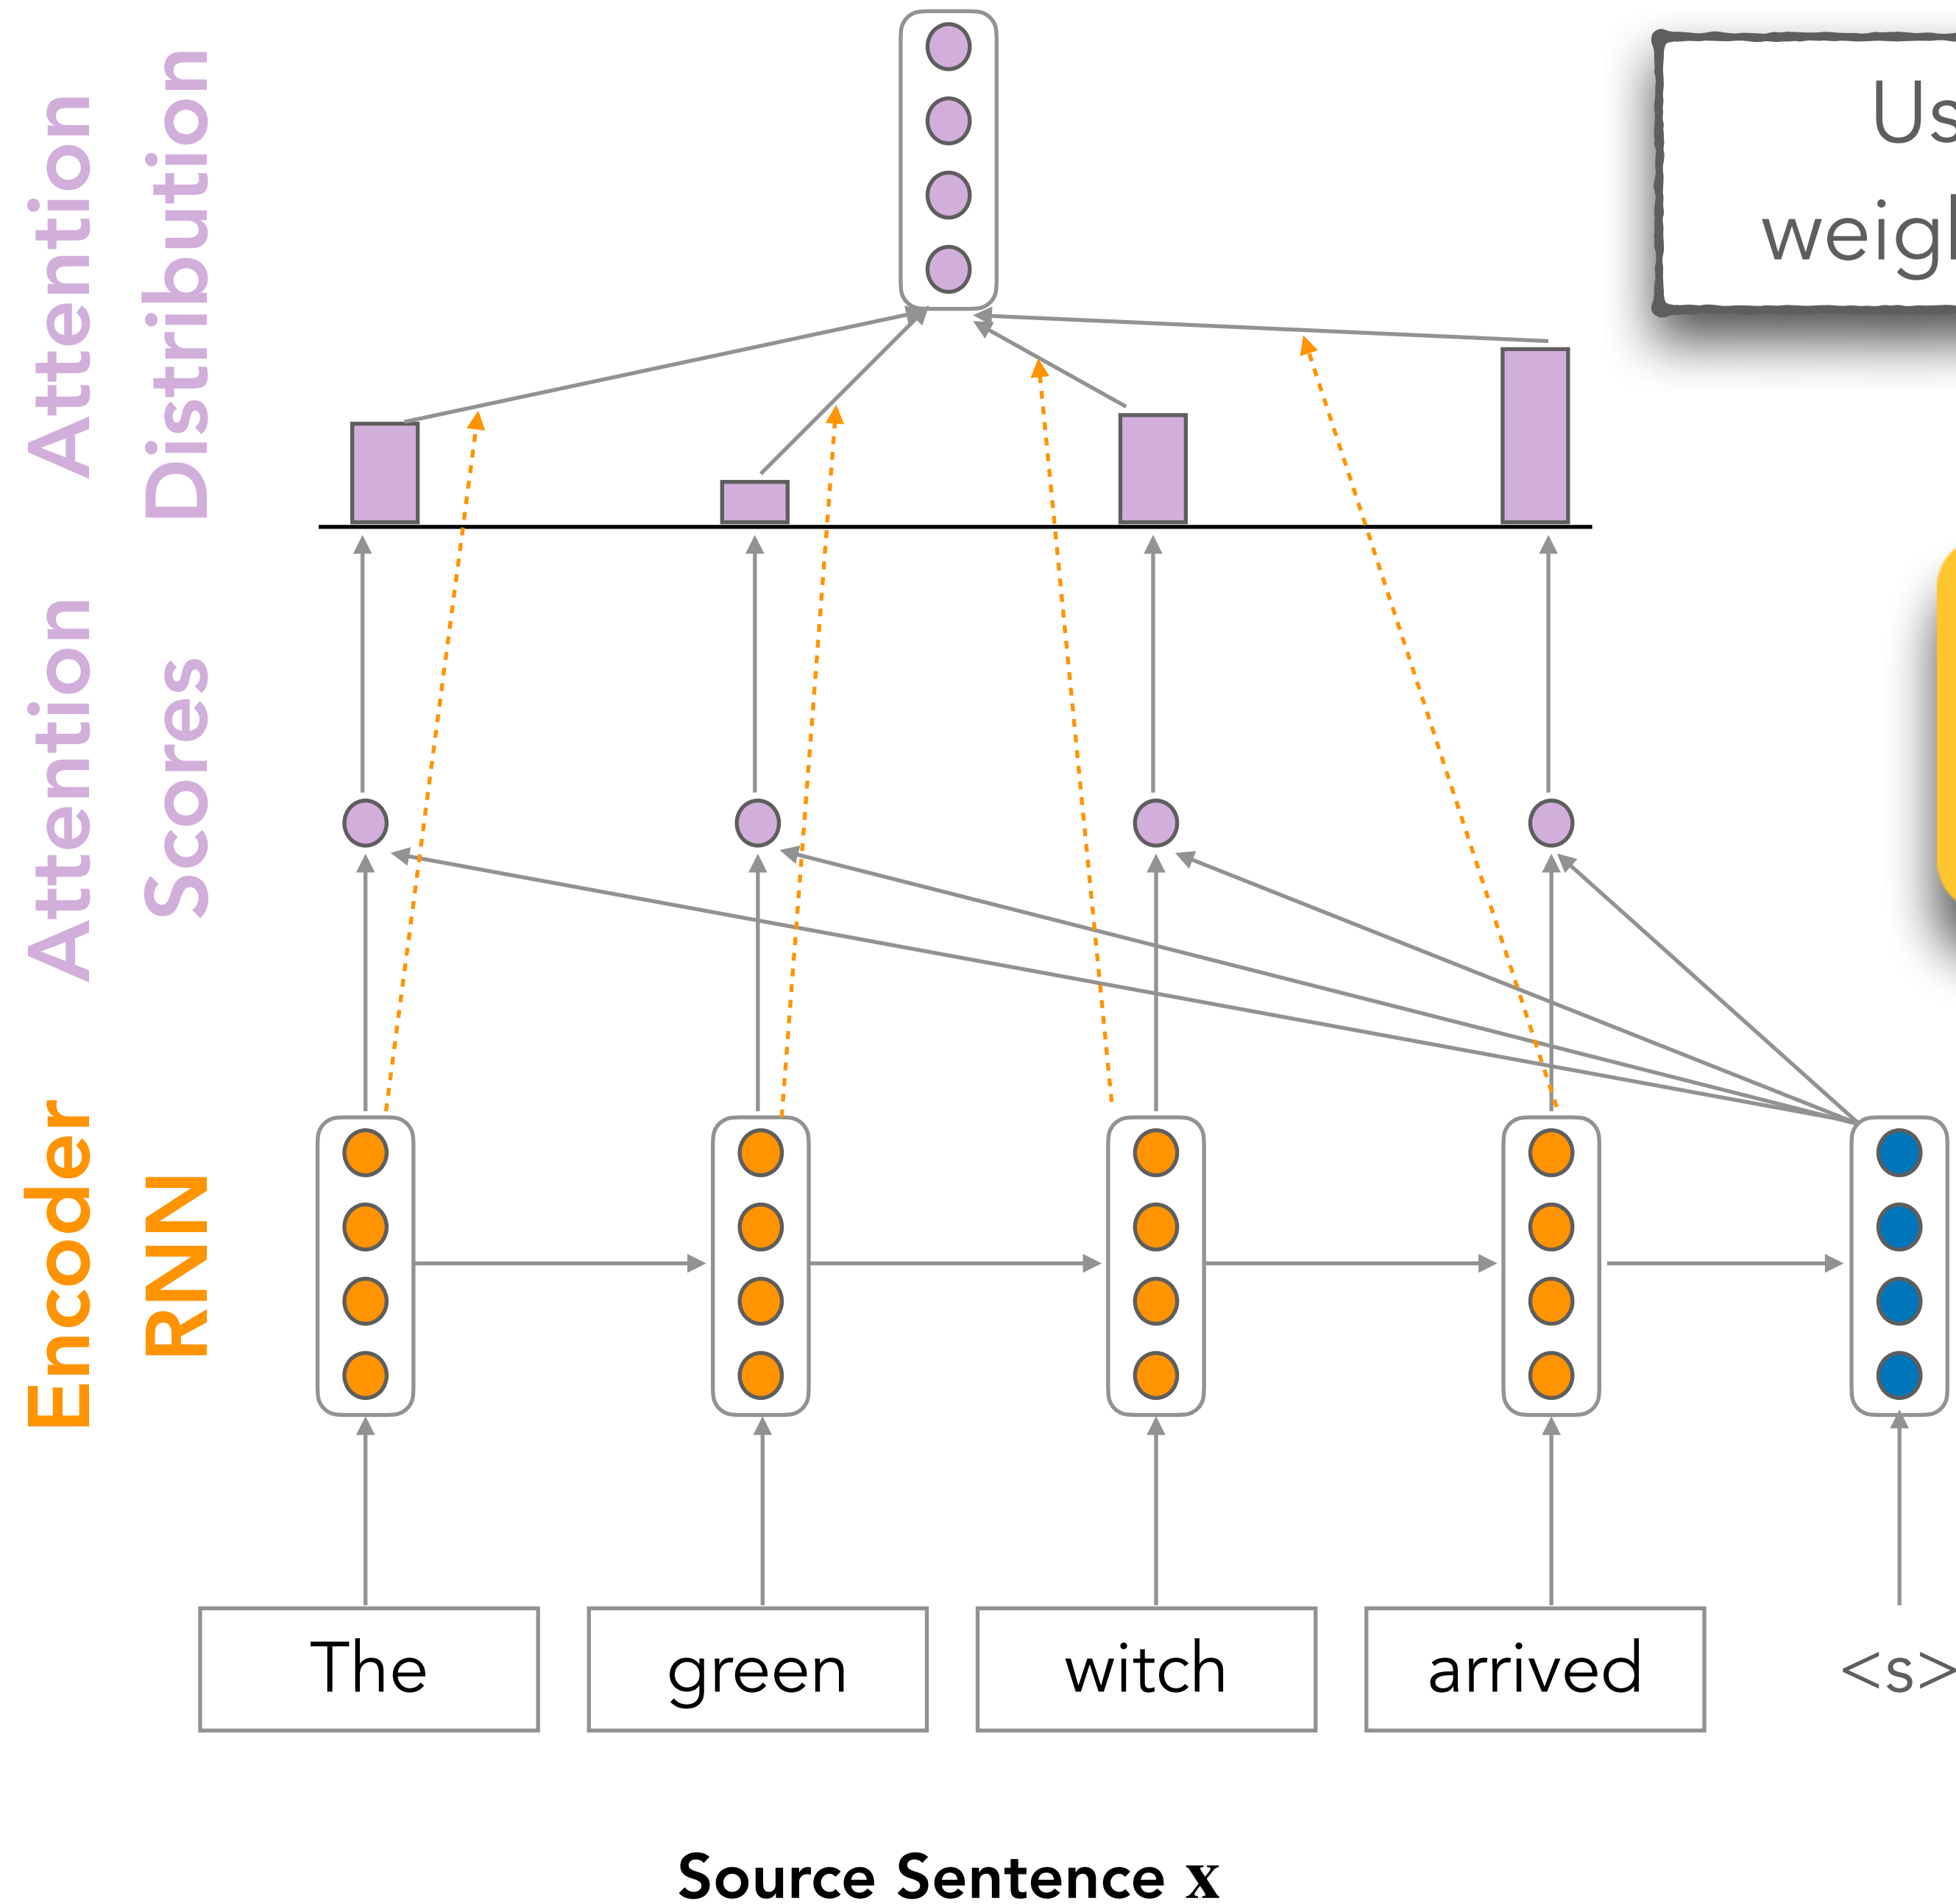 Attention
Distribution
Attention
Scores
Encoder
RNN
The
green
witch
arrived
<s>
Source Sentence x